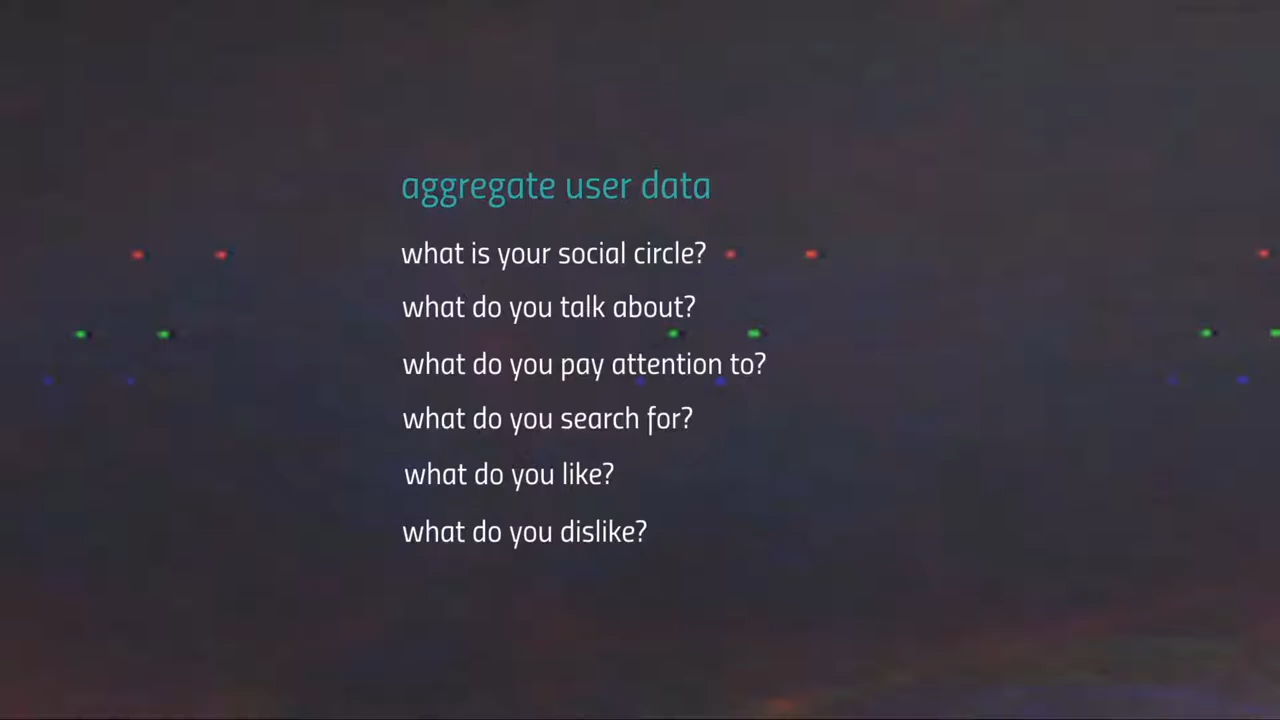 aggregate user data
what is your social circle?
what do you talk about?
what do you pay attention to?
what do you search for?
what do you like?
what do you dislike?